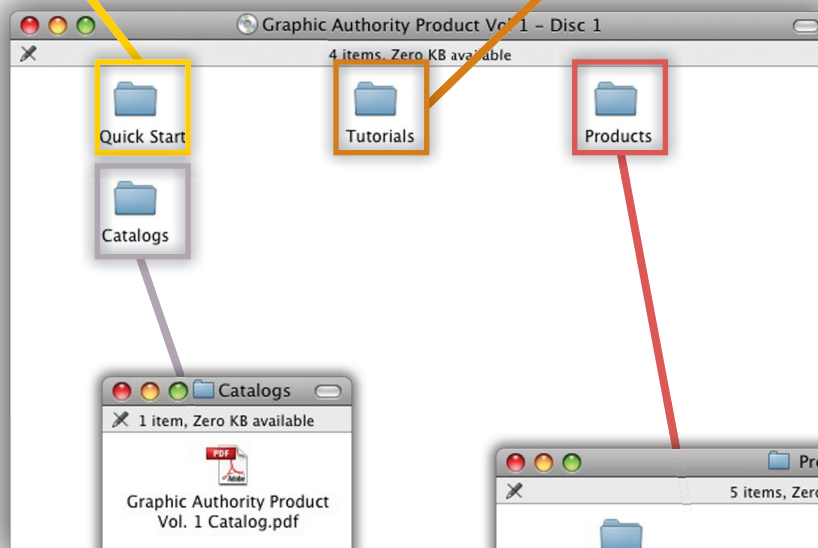 Graphic Authority Product Vol 1 – Disc 1
4 items, Zero KB available
Quick Start
Tutorials
Products
Catalogs
Catalogs
1 item, Zero KB available
PDF
Adobe
Graphic Authority Product
Vol. 1 Catalog.pdf
Pro
5 items, Zero